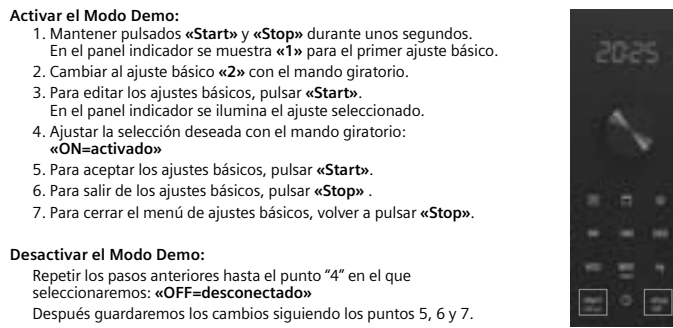 Activar el Modo Demo:
1. Mantener pulsados «Start» y «Stop» durante unos segundos.
En el panel indicador se muestra «1» para el primer ajuste básico.
2. Cambiar al ajuste básico «2» con el mando giratorio.
3. Para editar los ajustes básicos, pulsar «Start».
En el panel indicador se ilumina el ajuste seleccionado.
4. Ajustar la selección deseada con el mando giratorio:
«ON=activado»
5. Para aceptar los ajustes básicos, pulsar «Start».
6. Para salir de los ajustes básicos, pulsar «Stop» .
7. Para cerrar el menú de ajustes básicos, volver a pulsar «Stop».
Desactivar el Modo Demo:
Repetir los pasos anteriores hasta el punto “4” en el que
seleccionaremos: «OFF=desconectado»
Después guardaremos los cambios siguiendo los puntos 5, 6 y 7.
20:25